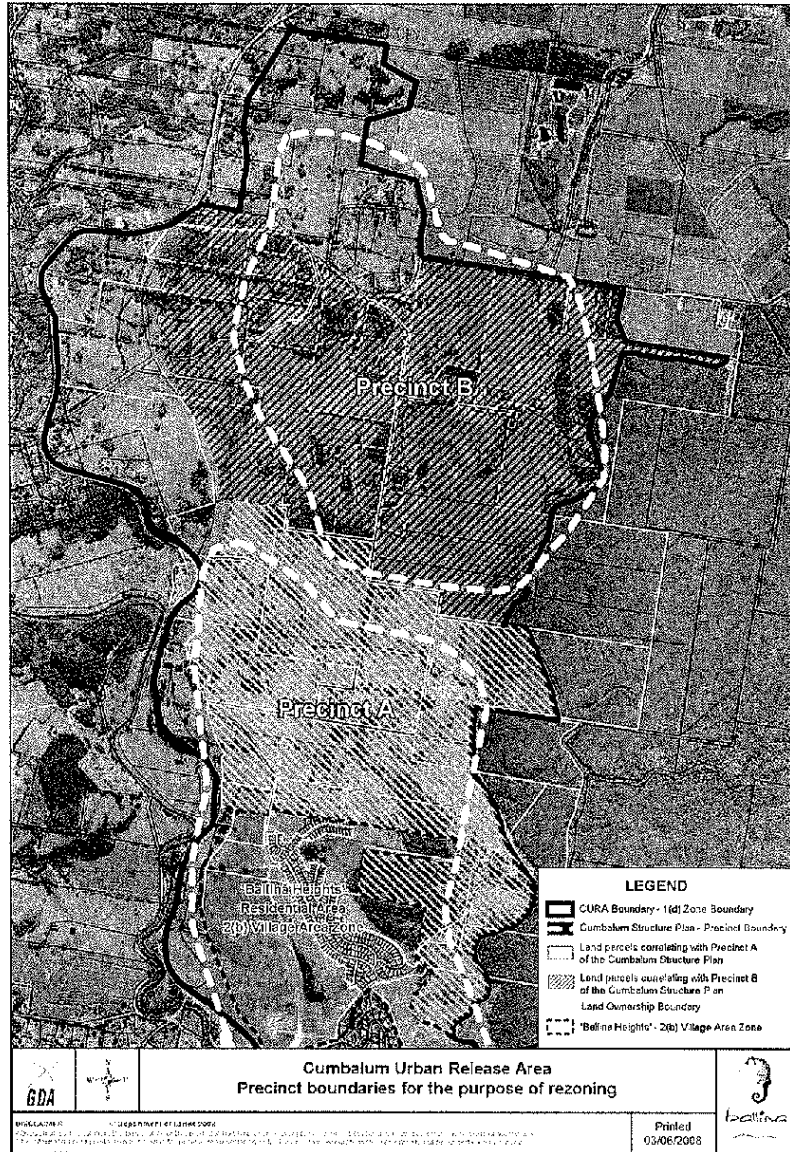 Precinct B
Precinct A
Ballina Heights
Residential Area
2(b) Village Area Zone
LEGEND
CURA Boundary - 1(d) Zone Boundary
Cumbalum Structure Plan - Precinct Boundary
Land parcels correlating with Precinct A
of the Cumbalum Structure Plan
Land parcels correlating with Precinct B
of the Cumbalum Structure Plan
Land Ownership Boundary
"Ballina Heights" - 2(b) Village Area Zone
GDA
N
Cumbalum Urban Release Area
Precinct boundaries for the purpose of rezoning
ballina
DISCLAIMER
Printed
03/06/2008